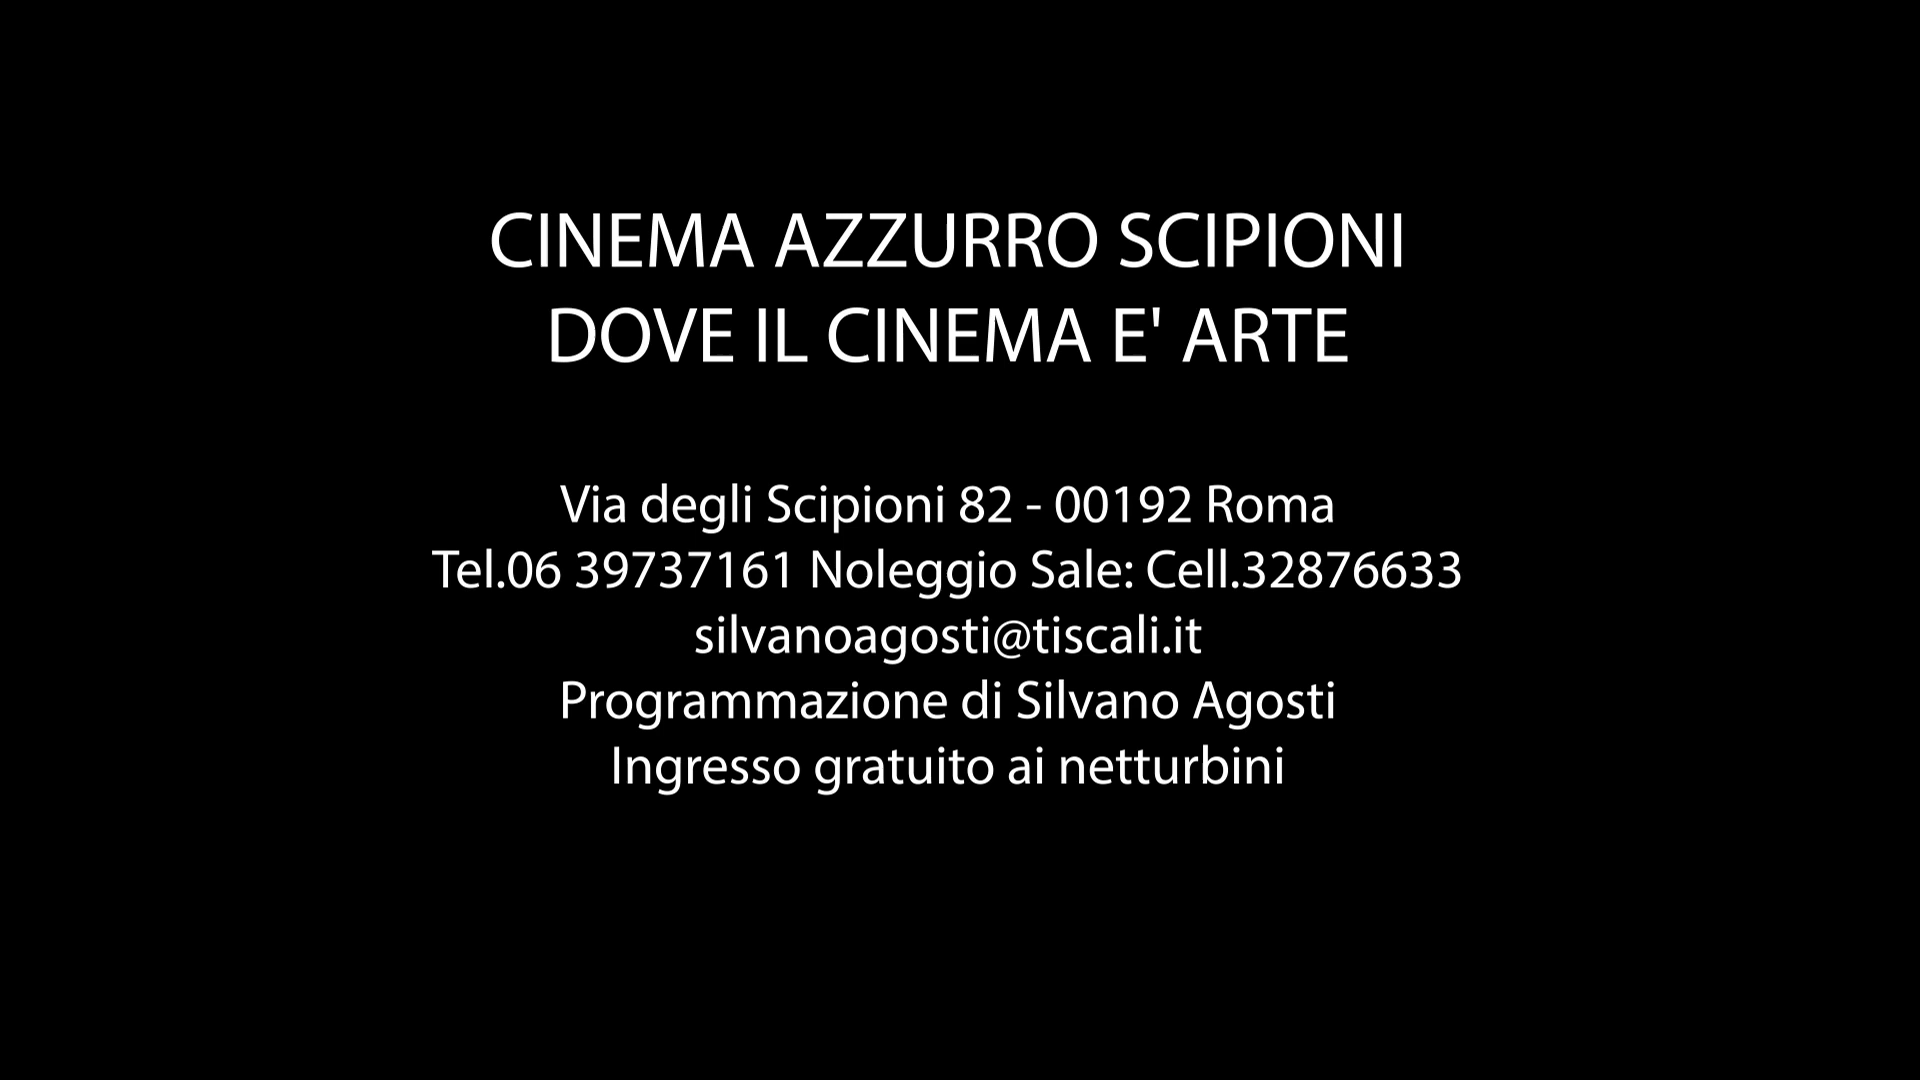 CINEMA AZZURRO SCIPIONI
DOVE IL CINEMA E' ARTE
Via degli Scipioni 82 - 00192 Roma
Tel.06 39737161 Noleggio Sale: Cell.32876633
silvanoagosti@tiscali.it
Programmazione di Silvano Agosti
Ingresso gratuito ai netturbini